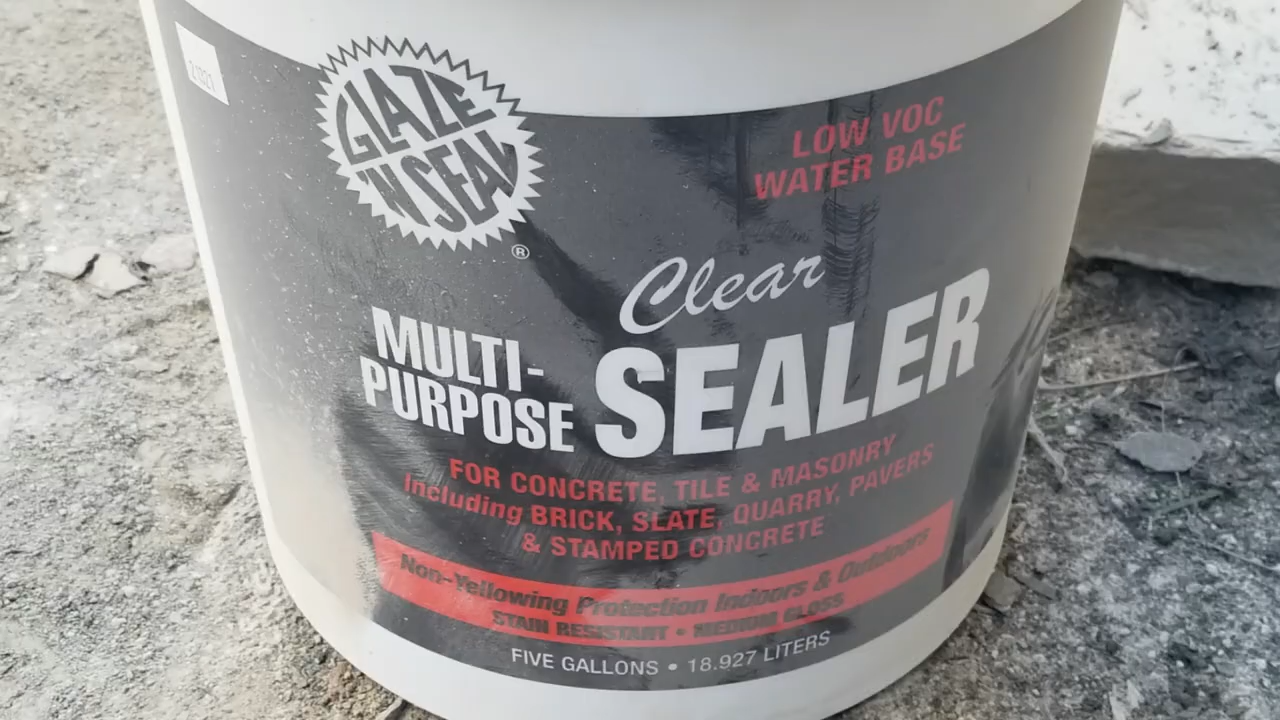 GLAZE
'N SEAL
®
LOW VOC
WATER BASE
Clear
MULTI-
PURPOSE
SEALER
FOR CONCRETE, TILE & MASONRY
Including BRICK, SLATE, QUARRY, PAVERS
& STAMPED CONCRETE
Non-Yellowing Protection Indoors & Outdoors
STAIN RESISTANT • MEDIUM GLOSS
FIVE GALLONS • 18.927 LITERS